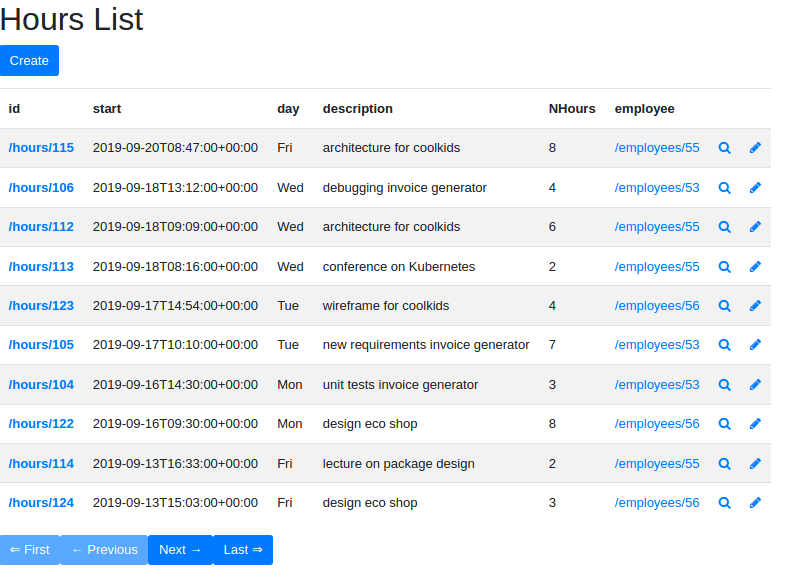 Hours List
Create
id start day description NHours employee
/hours/115 2019-09-20T08:47:00+00:00 Fri architecture for coolkids 8 /employees/55
/hours/106 2019-09-18T13:12:00+00:00 Wed debugging invoice generator 4 /employees/53
/hours/112 2019-09-18T09:09:00+00:00 Wed architecture for coolkids 6 /employees/55
/hours/113 2019-09-18T08:16:00+00:00 Wed conference on Kubernetes 2 /employees/55
/hours/123 2019-09-17T14:54:00+00:00 Tue wireframe for coolkids 4 /employees/56
/hours/105 2019-09-17T10:10:00+00:00 Tue new requirements invoice generator 7 /employees/53
/hours/104 2019-09-16T14:30:00+00:00 Mon unit tests invoice generator 3 /employees/53
/hours/122 2019-09-16T09:30:00+00:00 Mon design eco shop 8 /employees/56
/hours/114 2019-09-13T16:33:00+00:00 Fri lecture on package design 2 /employees/55
/hours/124 2019-09-13T15:03:00+00:00 Fri design eco shop 3 /employees/56
⇐ First ← Previous Next → Last ⇒